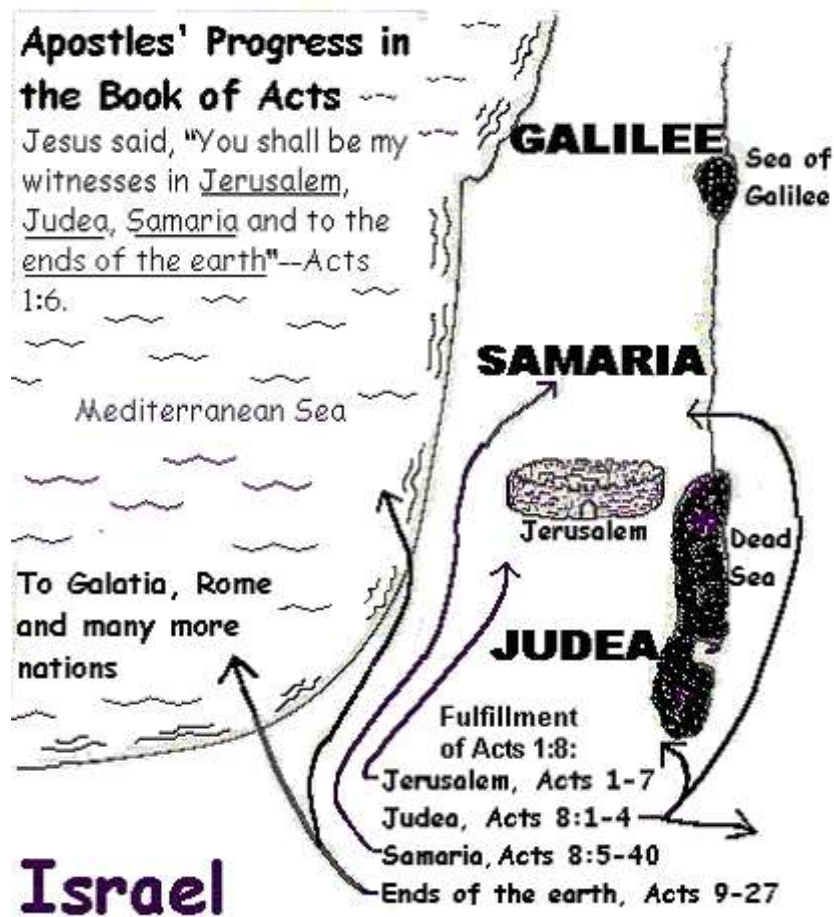 Apostles' Progress in
the Book of Acts
Jesus said, "You shall be my
witnesses in Jerusalem,
Judea, Samaria and to the
ends of the earth"--Acts
1:6.
GALILEE
Sea of
Galilee
SAMARIA
Mediterranean Sea
Jerusalem
Dead
Sea
To Galatia, Rome
and many more
nations
JUDEA
Fulfillment
of Acts 1:8:
Jerusalem, Acts 1-7
Judea, Acts 8:1-4
Samaria, Acts 8:5-40
Ends of the earth, Acts 9-27
Israel